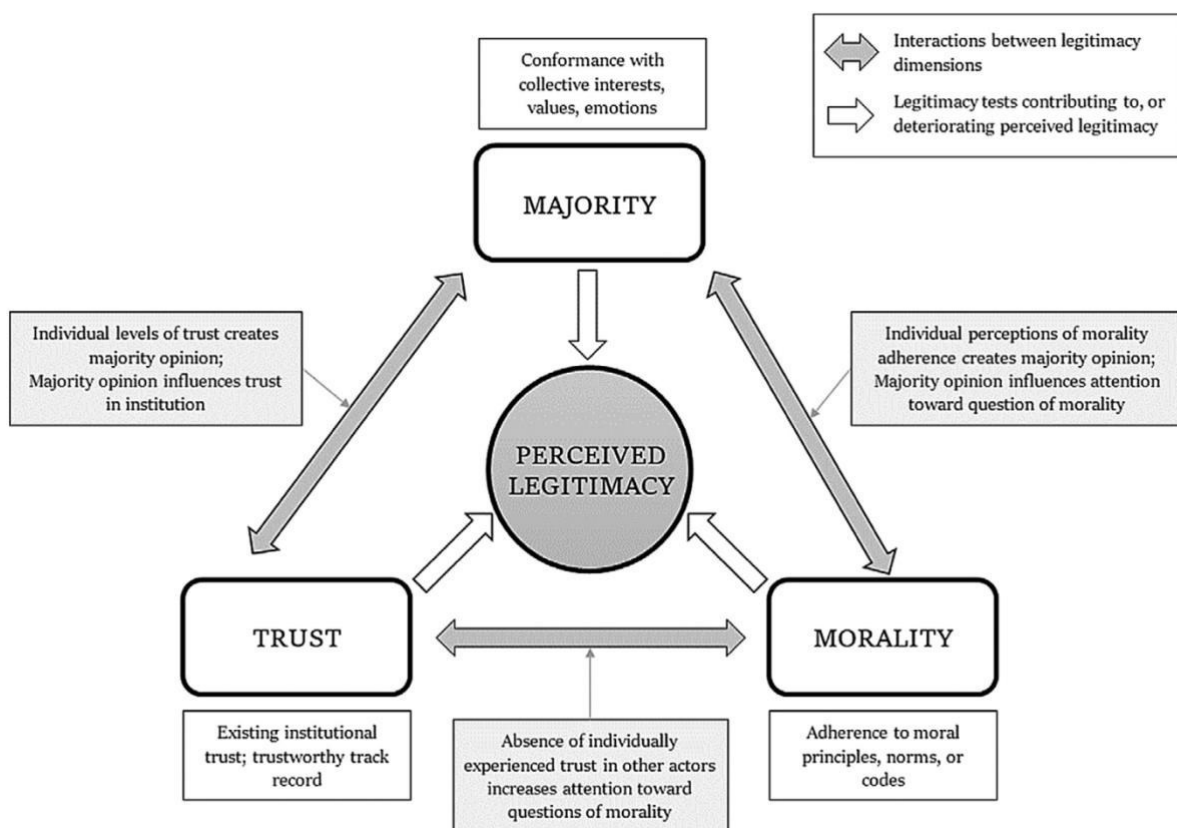 Conformance with
collective interests,
values, emotions
Interactions between legitimacy
dimensions
Legitimacy tests contributing to, or
deteriorating perceived legitimacy
MAJORITY
Individual levels of trust creates
majority opinion;
Majority opinion influences trust
in institution
Individual perceptions of morality
adherence creates majority opinion;
Majority opinion influences attention
toward question of morality
PERCEIVED
LEGITIMACY
TRUST
MORALITY
Existing institutional
trust; trustworthy track
record
Absence of individually
experienced trust in other actors
increases attention toward
questions of morality
Adherence to moral
principles, norms, or
codes